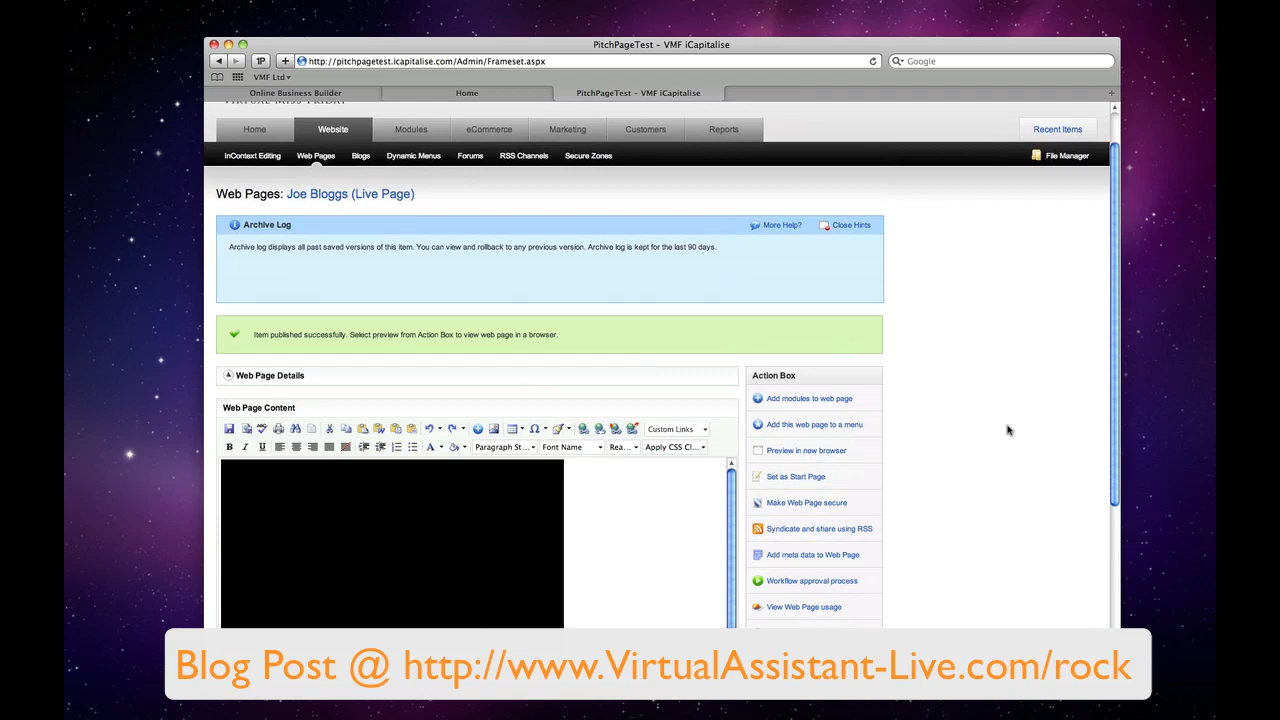 PitchPageTest – VMF iCapitalise
1P + http://pitchpagetest.icapitalise.com/Admin/Frameset.aspx Google
VMF Ltd
Online Business Builder Home PitchPageTest – VMF iCapitalise +
VIRTUAL MISS FRIDAY
Home Website Modules eCommerce Marketing Customers Reports Recent Items
InContext Editing Web Pages Blogs Dynamic Menus Forums RSS Channels Secure Zones File Manager
Web Pages: Joe Bloggs (Live Page)
Archive Log More Help? Close Hints
Archive log displays all past saved versions of this item. You can view and rollback to any previous version. Archive log is kept for the last 90 days.
Item published successfully. Select preview from Action Box to view web page in a browser.
Web Page Details
Web Page Content
Custom Links
B I U A Paragraph St... Font Name Rea... Apply CSS Cl...
Action Box
Add modules to web page
Add this web page to a menu
Preview in new browser
Set as Start Page
Make Web Page secure
Syndicate and share using RSS
Add meta data to Web Page
Workflow approval process
View Web Page usage
Blog Post @ http://www.VirtualAssistant-Live.com/rock